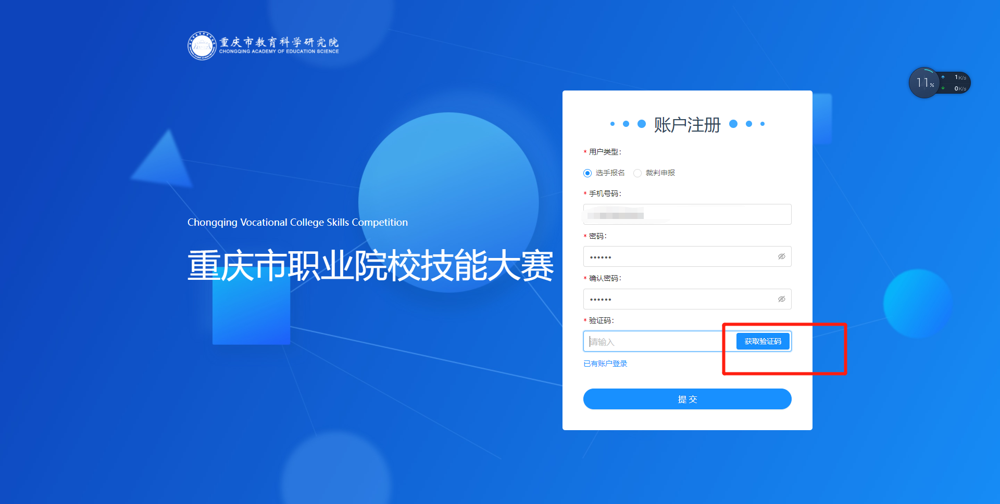 重庆市教育科学研究院
CHONGQING ACADEMY OF EDUCATION SCIENCE
11%
1K/s
0K/s
Chongqing Vocational College Skills Competition
重庆市职业院校技能大赛
账户注册
* 用户类型：
选手报名 裁判申报
* 手机号码：
* 密码：
••••••
* 确认密码：
••••••
* 验证码：
请输入 获取验证码
已有账户登录
提 交